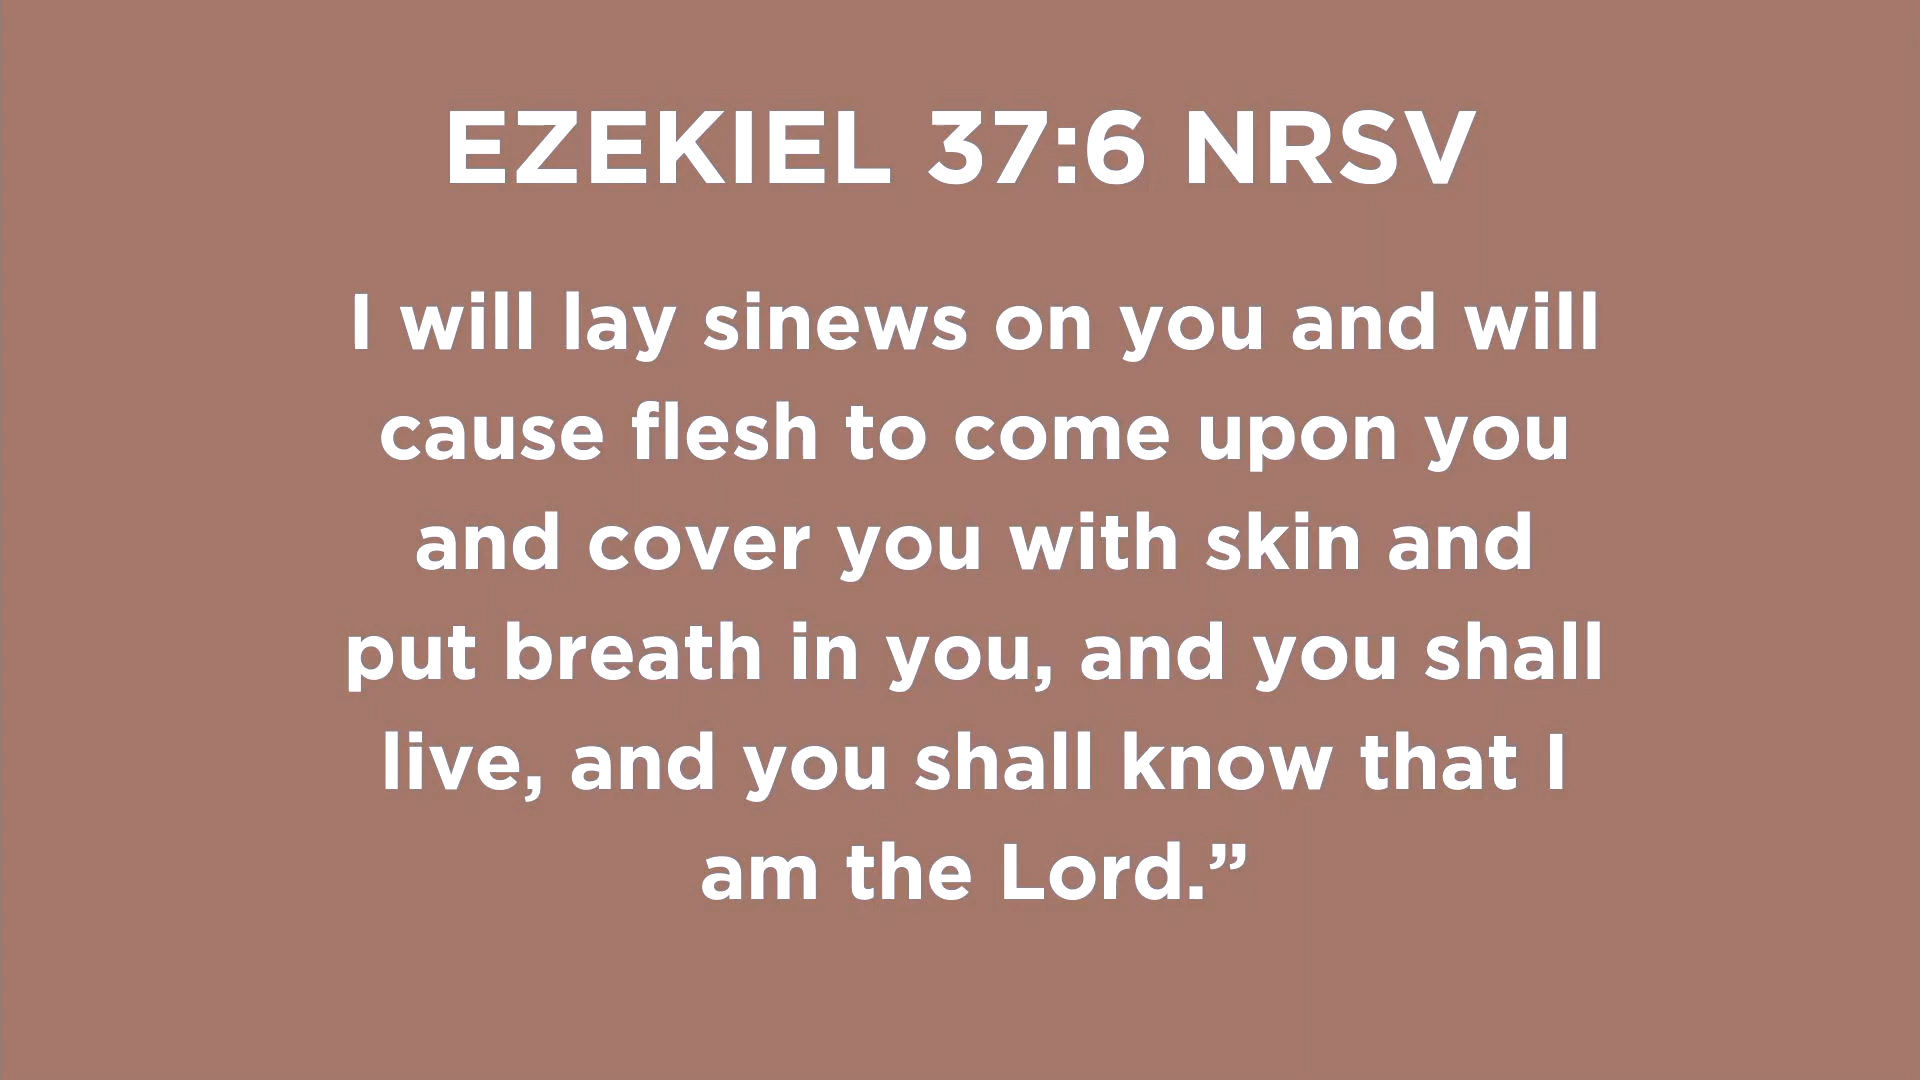 EZEKIEL 37:6 NRSV
I will lay sinews on you and will
cause flesh to come upon you
and cover you with skin and
put breath in you, and you shall
live, and you shall know that I
am the Lord.”